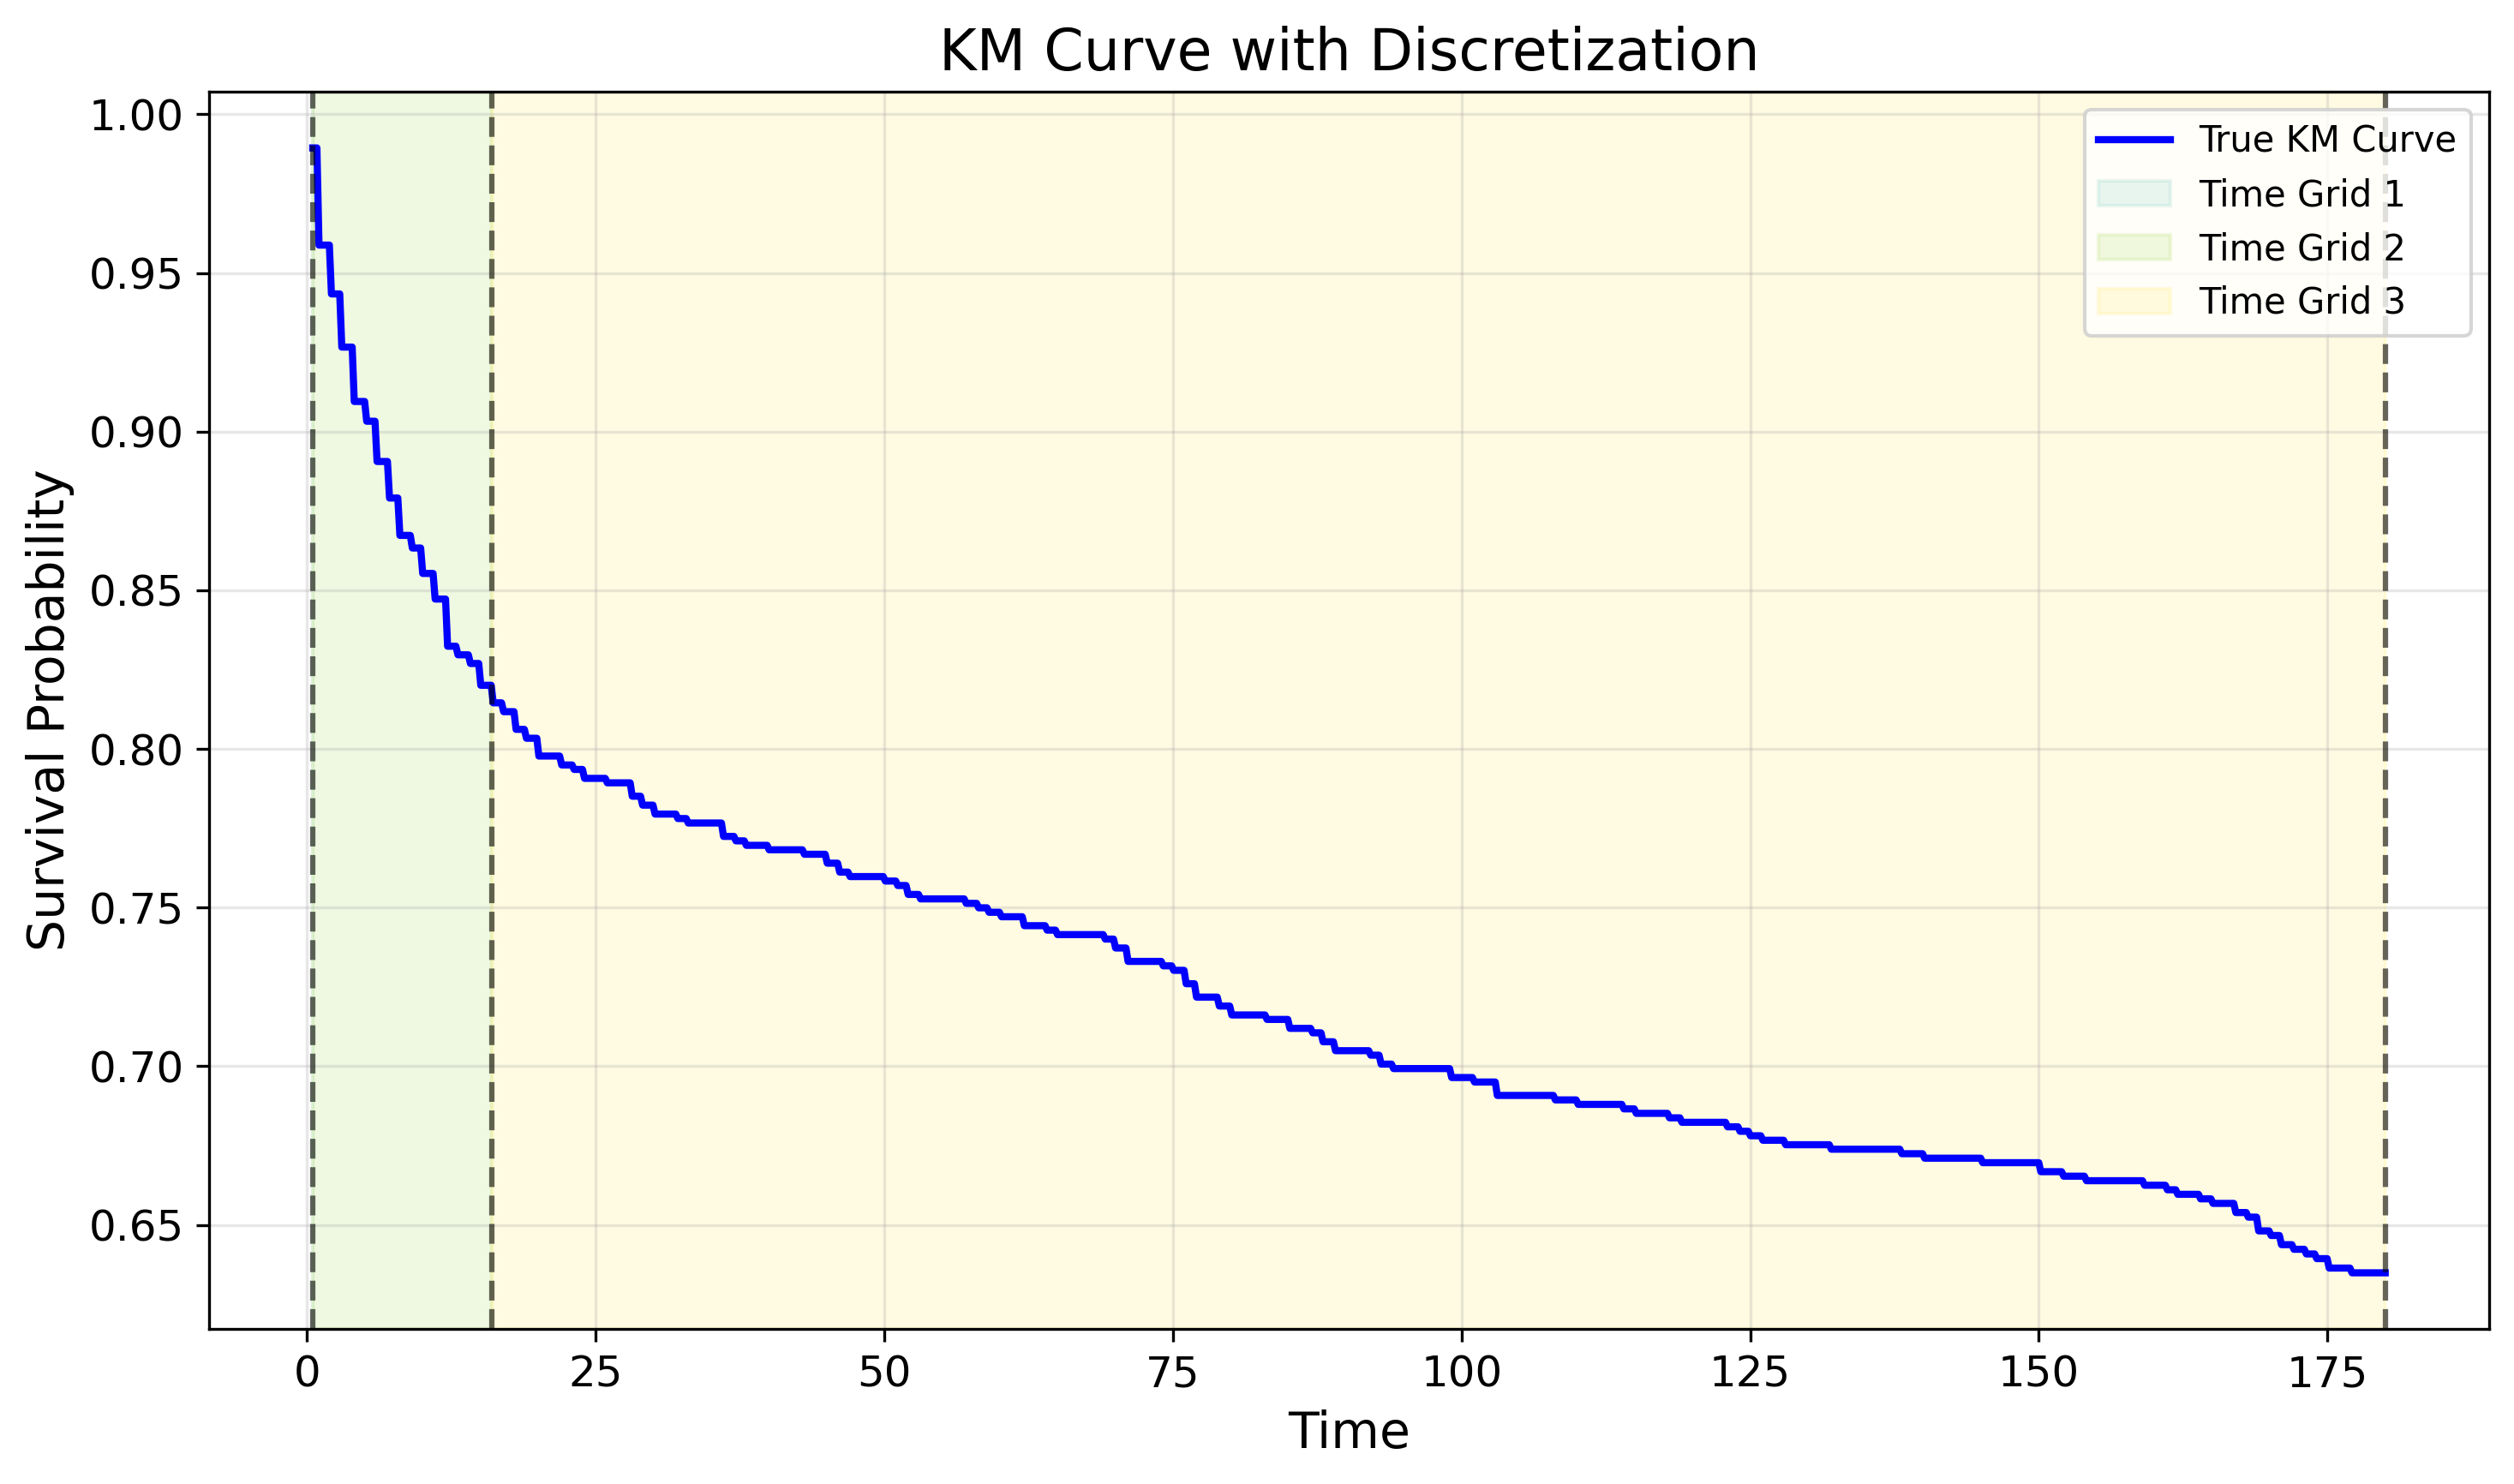 KM Curve with Discretization
True KM Curve
Time Grid 1
Time Grid 2
Time Grid 3
Survival Probability
1.00
0.95
0.90
0.85
0.80
0.75
0.70
0.65
0 25 50 75 100 125 150 175
Time